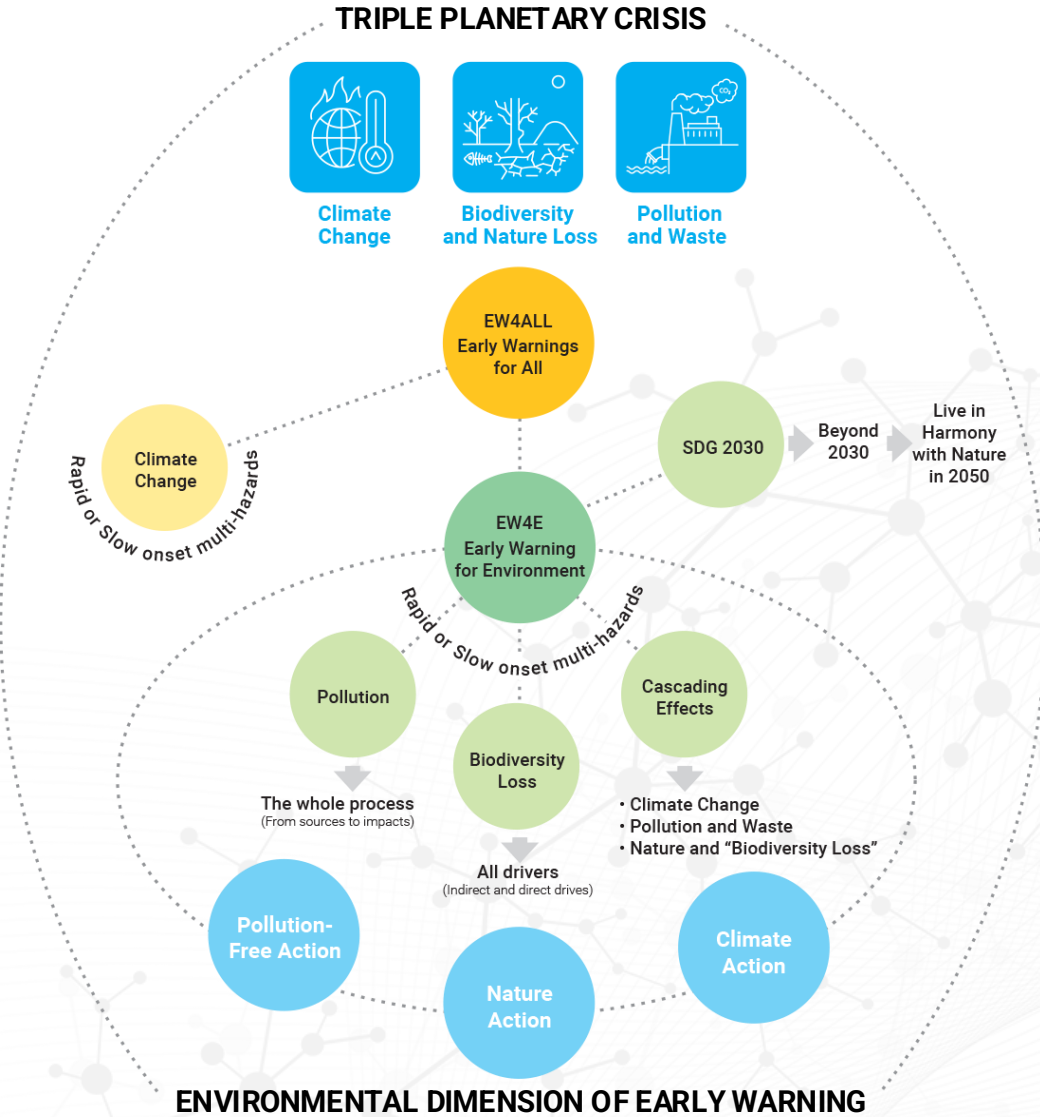 TRIPLE PLANETARY CRISIS
CO₂
Climate
Change
Biodiversity
and Nature Loss
Pollution
and Waste
EW4ALL
Early Warnings
for All
Climate
Change
Rapid or Slow onset multi-hazards
SDG 2030
Beyond
2030
Live in
Harmony
with Nature
in 2050
EW4E
Early Warning
for Environment
Rapid or Slow onset multi-hazards
Pollution
The whole process
(From sources to impacts)
Biodiversity
Loss
All drivers
(Indirect and direct drives)
Cascading
Effects
• Climate Change
• Pollution and Waste
• Nature and “Biodiversity Loss”
Pollution-
Free Action
Nature
Action
Climate
Action
ENVIRONMENTAL DIMENSION OF EARLY WARNING